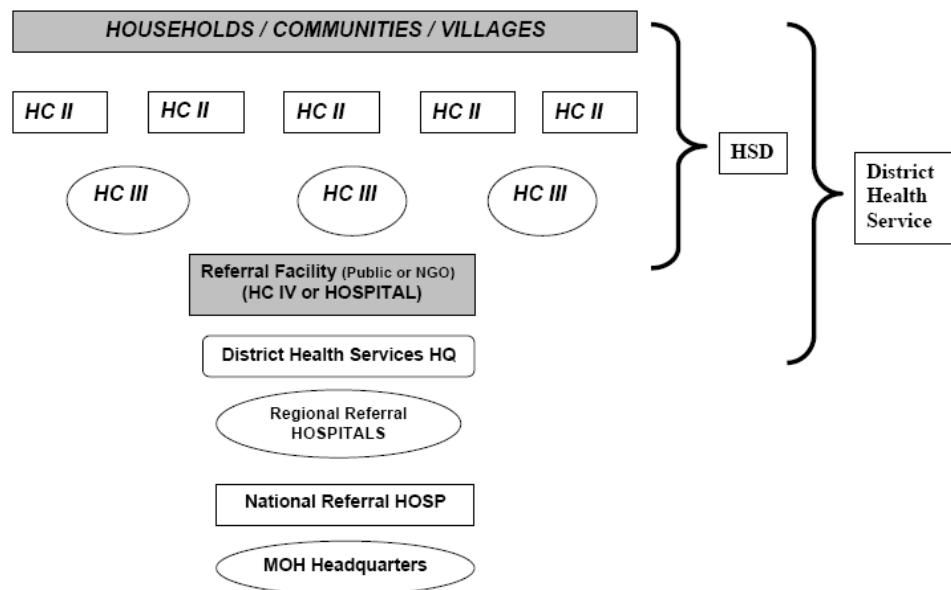 HOUSEHOLDS / COMMUNITIES / VILLAGES
HC II
HC II
HC II
HC II
HC II
HSD
HC III
HC III
HC III
District
Health
Service
Referral Facility (Public or NGO)
(HC IV or HOSPITAL)
District Health Services HQ
Regional Referral
HOSPITALS
National Referral HOSP
MOH Headquarters